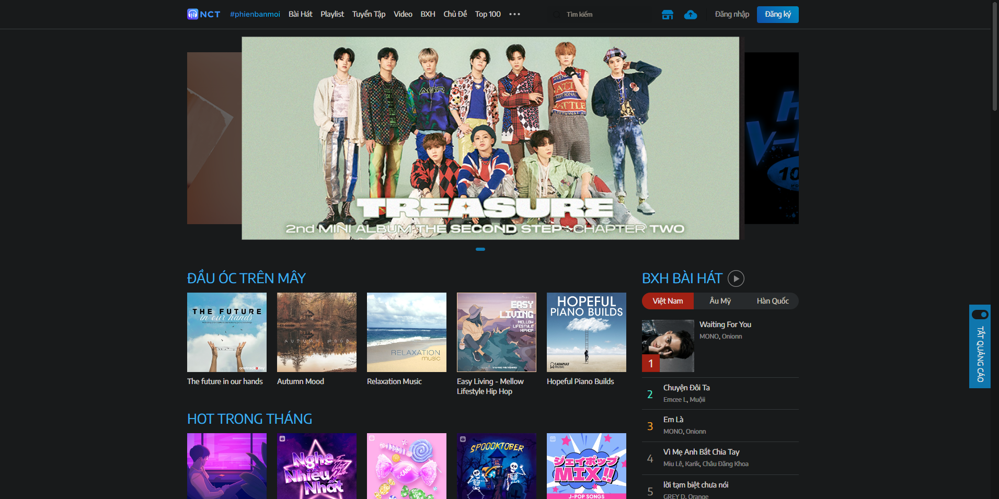 NCT
#phienbanmoi
Bài Hát
Playlist
Tuyển Tập
Video
BXH
Chủ Đề
Top 100
Tìm kiếm
Đăng nhập
Đăng ký
TREASURE
2nd MINI ALBUM THE SECOND STEP : CHAPTER TWO
ĐẦU ÓC TRÊN MÂY
THE FUTURE
in our hands
onetrackaday
The future in our hands
AUTUMN MOOD
Autumn Mood
RELAXATION
music
Relaxation Music
EASY
LIVING
MELLOW
LIFESTYLE
HIPHOP
Easy Living - Mellow
Lifestyle Hip Hop
HOPEFUL
PIANO BUILDS
CATAPULT
MUSIC
Hopeful Piano Builds
HOT TRONG THÁNG
Nghe
Nhiều
Nhất
K-CAND
SPOOOKTOBER
ジェイポップ
MIX!!
J-POP SONGS
BXH BÀI HÁT
Việt Nam
Âu Mỹ
Hàn Quốc
1
Waiting For You
MONO, Onionn
2
Chuyện Đôi Ta
Emcee L, Muộii
3
Em Là
MONO, Onionn
4
Vì Mẹ Anh Bắt Chia Tay
Miu Lê, Karik, Châu Đăng Khoa
5
lời tạm biệt chưa nói
GREY D, Orange
TẮT QUẢNG CÁO